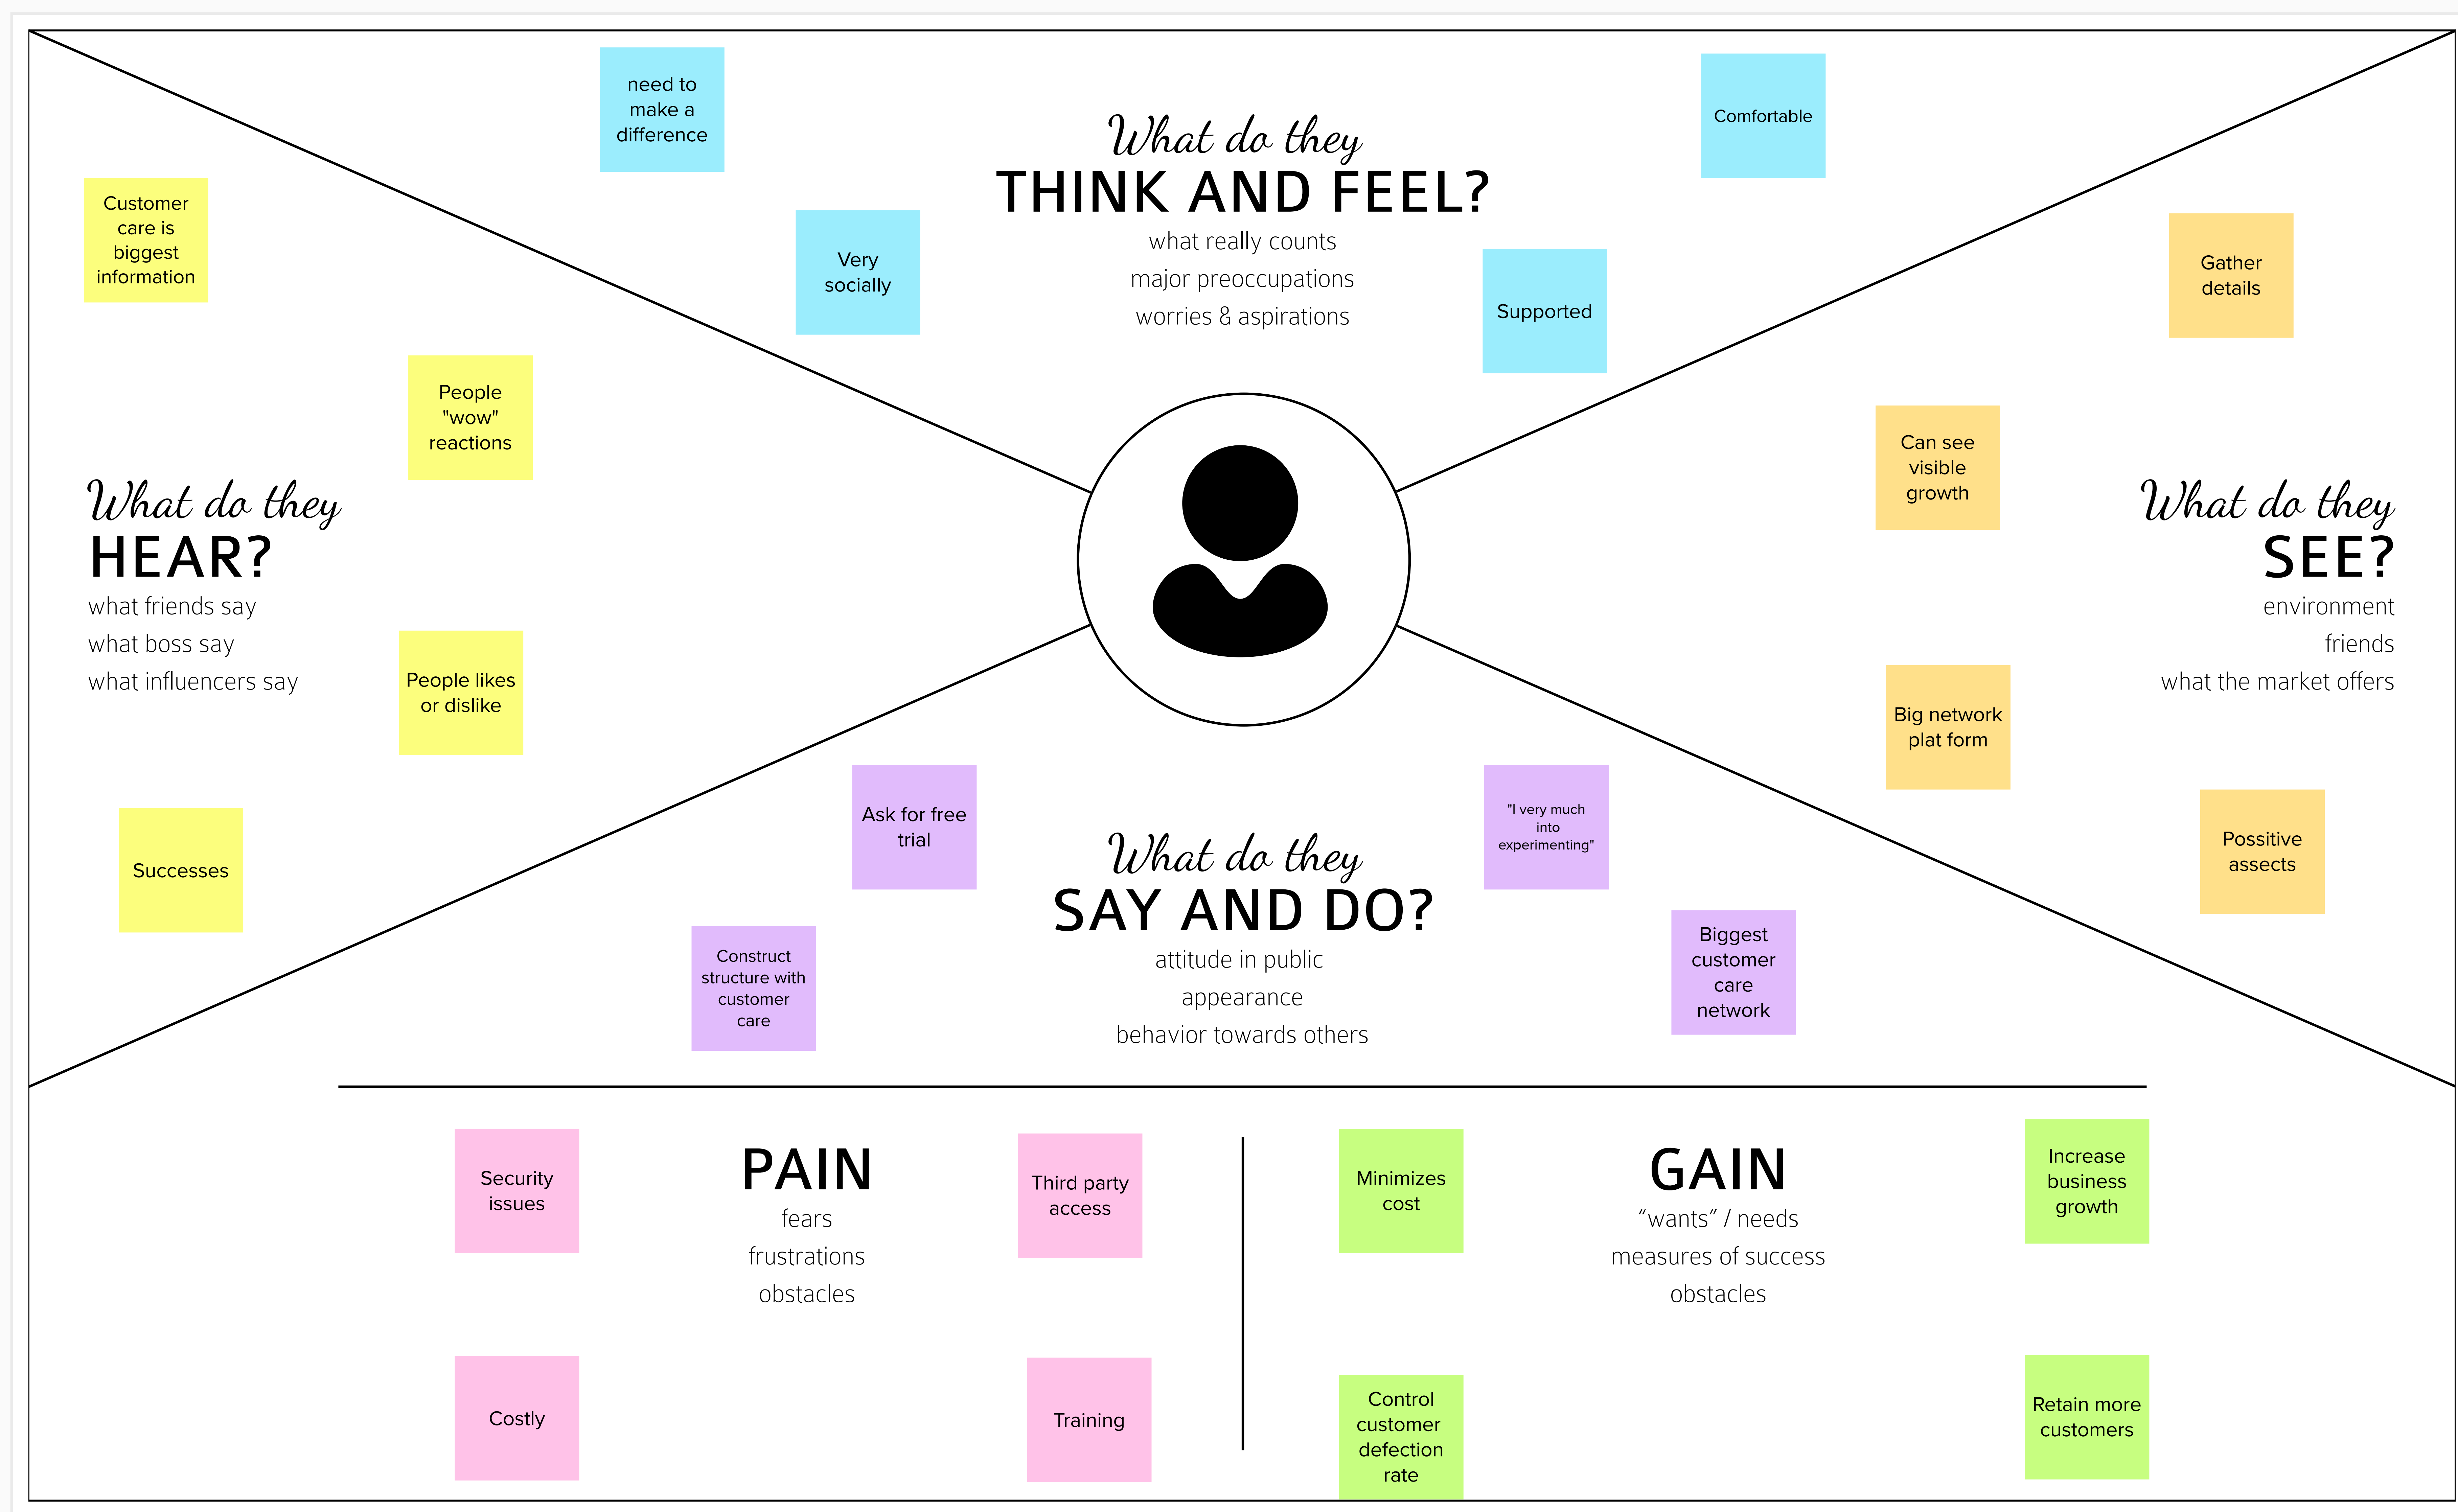 need to
make a
difference
Very
socially
What do they
THINK AND FEEL?
what really counts
major preoccupations
worries & aspirations
Comfortable
Supported
Customer
care is
biggest
information
People
"wow"
reactions
What do they
HEAR?
what friends say
what boss say
what influencers say
People likes
or dislike
Successes
Gather
details
Can see
visible
growth
What do they
SEE?
environment
friends
what the market offers
Big network
plat form
Possitive
assects
Ask for free
trial
Construct
structure with
customer
care
What do they
SAY AND DO?
attitude in public
appearance
behavior towards others
"I very much
into
experimenting"
Biggest
customer
care
network
Security
issues
PAIN
fears
frustrations
obstacles
Third party
access
Costly
Training
Minimizes
cost
GAIN
“wants” / needs
measures of success
obstacles
Increase
business
growth
Control
customer
defection
rate
Retain more
customers